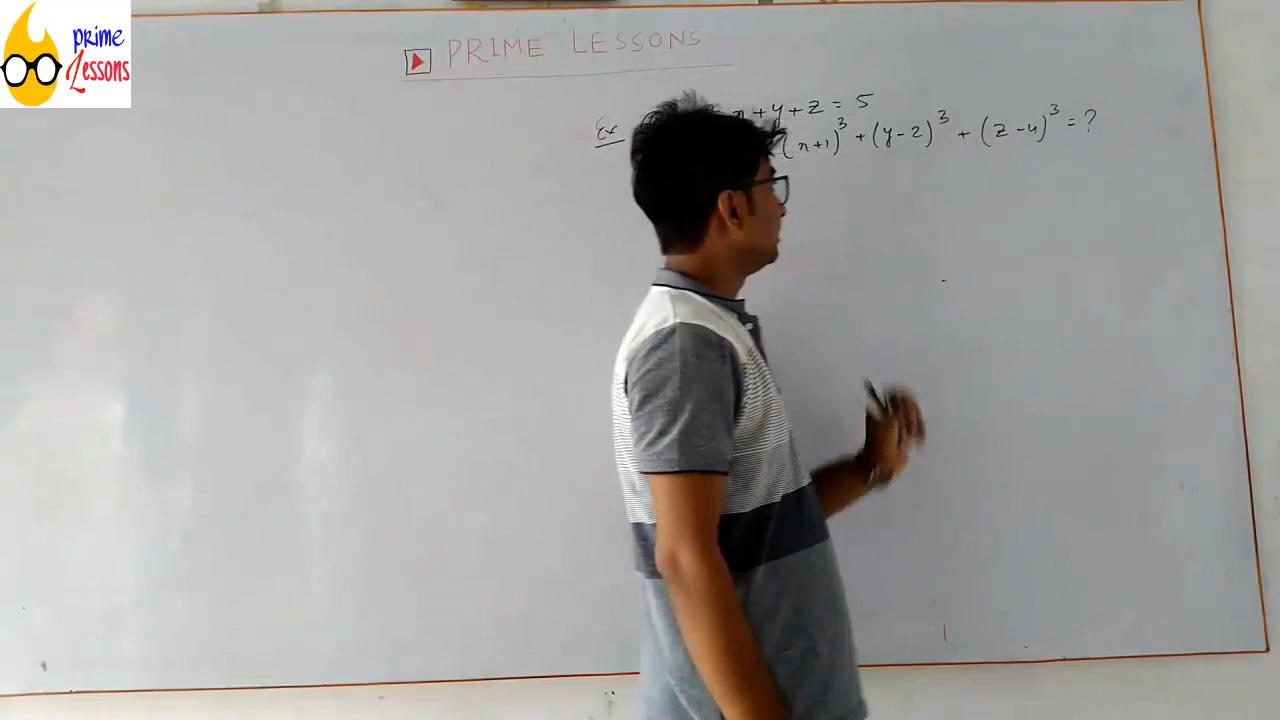 prime
Lessons
PRIME LESSONS
Ex x+y+z = 5
(x+1)³ + (y-2)³ + (z-4)³ = ?